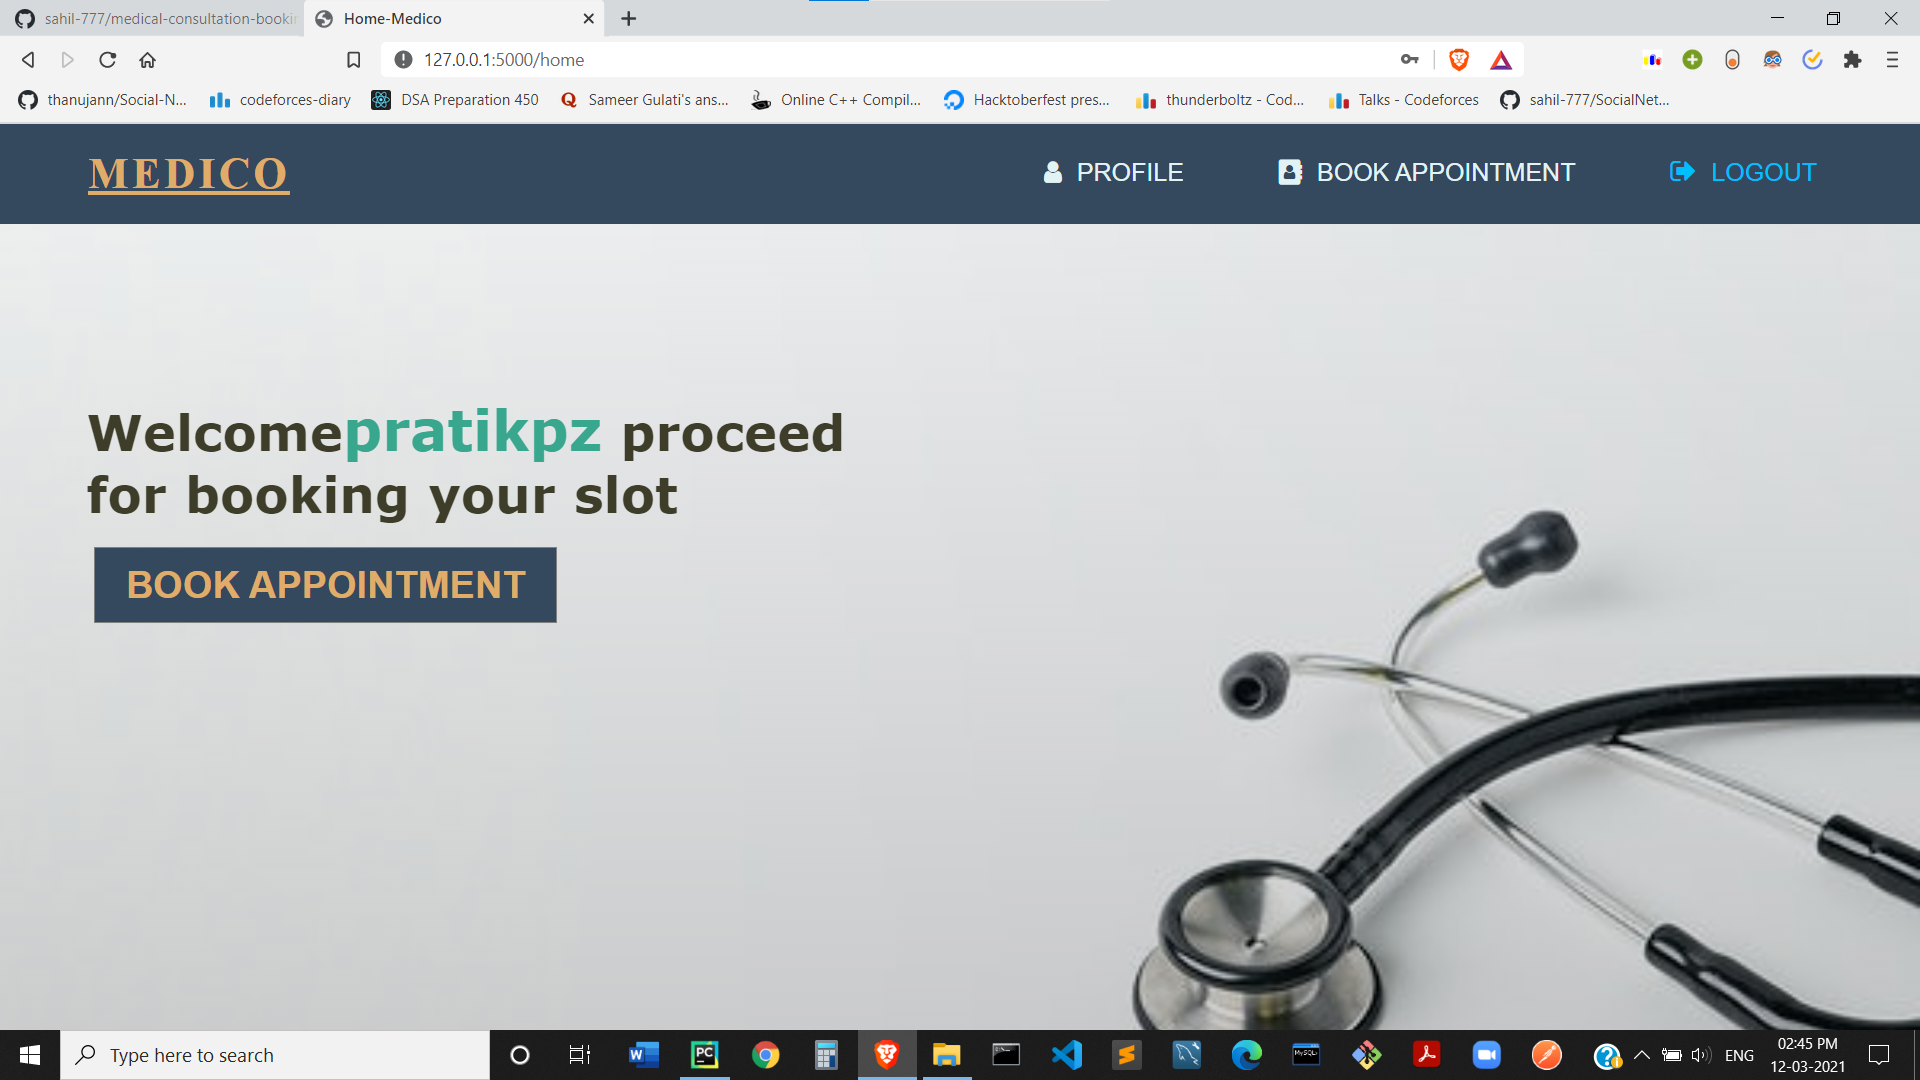 sahil-777/medical-consultation-bookin
Home-Medico
127.0.0.1:5000/home
thanujann/Social-N...
codeforces-diary
DSA Preparation 450
Sameer Gulati's ans...
Online C++ Compil...
Hacktoberfest pres...
thunderboltz - Cod...
Talks - Codeforces
sahil-777/SocialNet...
MEDICO
PROFILE
BOOK APPOINTMENT
LOGOUT
Welcomepratikpz proceed
for booking your slot
BOOK APPOINTMENT
Type here to search
PC
MySQL
ENG
02:45 PM
12-03-2021